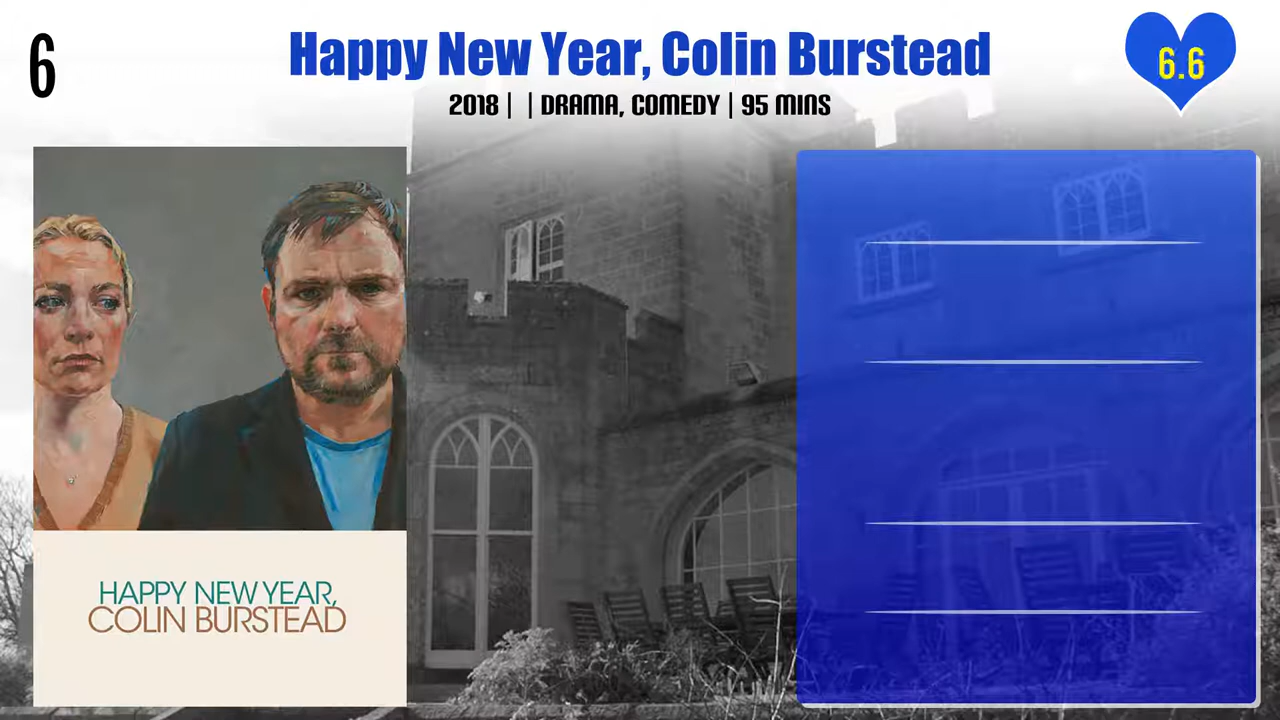 6
Happy New Year, Colin Burstead
6.6
2018 | | DRAMA, COMEDY | 95 MINS
HAPPY NEW YEAR,
COLIN BURSTEAD